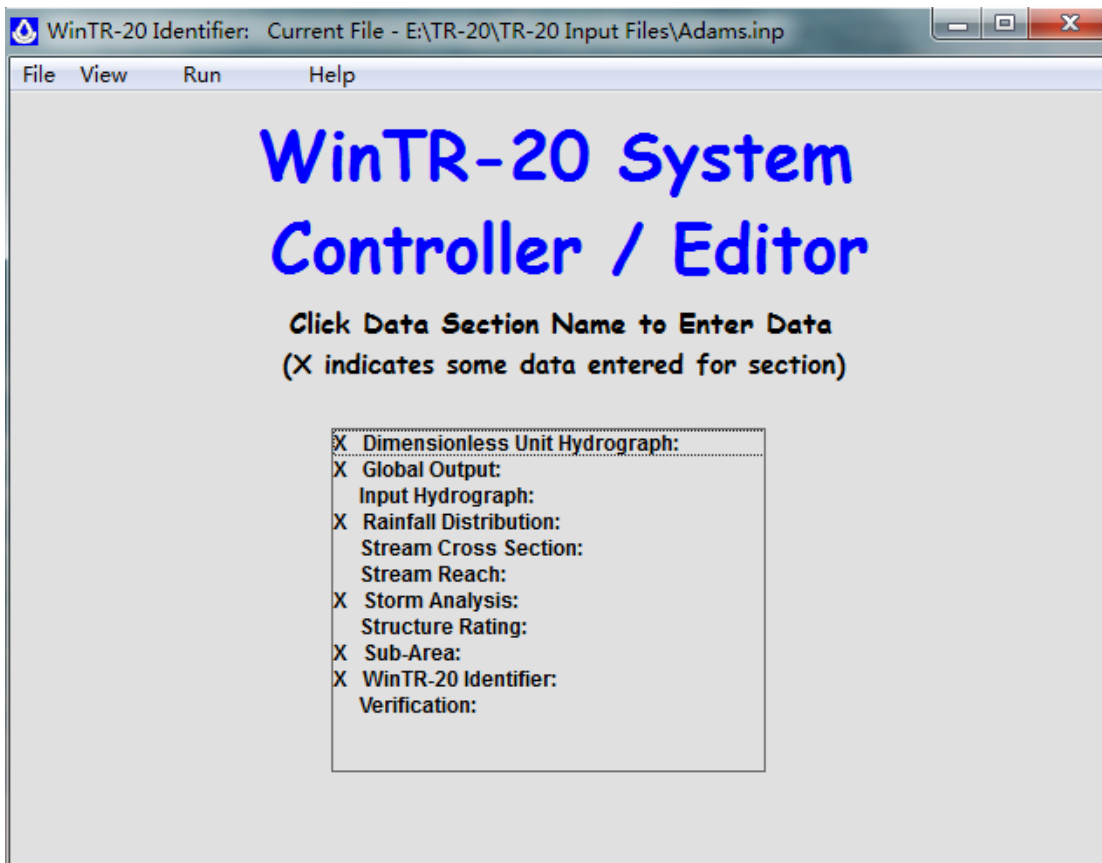 WinTR-20 Identifier: Current File - E:\TR-20\TR-20 Input Files\Adams.inp
File View Run Help
WinTR-20 System
Controller / Editor
Click Data Section Name to Enter Data
(X indicates some data entered for section)
X Dimensionless Unit Hydrograph:
X Global Output:
Input Hydrograph:
X Rainfall Distribution:
Stream Cross Section:
Stream Reach:
X Storm Analysis:
Structure Rating:
X Sub-Area:
X WinTR-20 Identifier:
Verification: